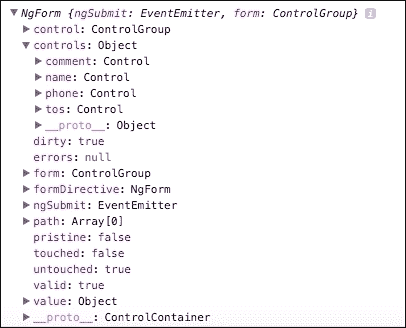 NgForm {ngSubmit: EventEmitter, form: ControlGroup} i
control: ControlGroup
controls: Object
comment: Control
name: Control
phone: Control
tos: Control
__proto__: Object
dirty: true
errors: null
form: ControlGroup
formDirective: NgForm
ngSubmit: EventEmitter
path: Array[0]
pristine: false
touched: false
untouched: true
valid: true
value: Object
__proto__: ControlContainer